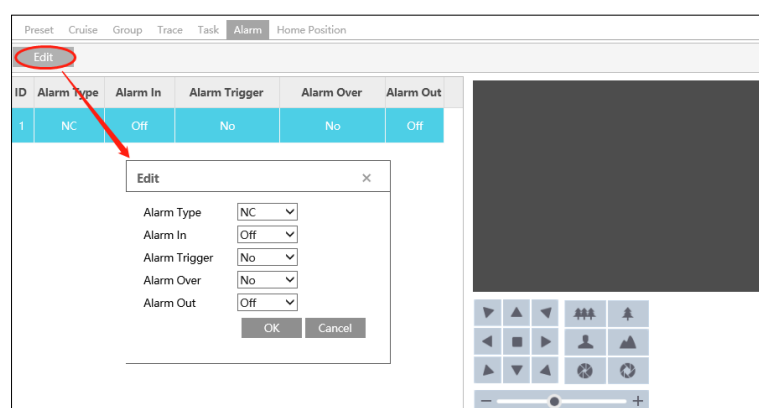 Preset Cruise Group Trace Task Alarm Home Position
Edit
ID Alarm Type Alarm In Alarm Trigger Alarm Over Alarm Out
1 NC Off No No Off
Edit
Alarm Type NC
Alarm In Off
Alarm Trigger No
Alarm Over No
Alarm Out Off
OK Cancel